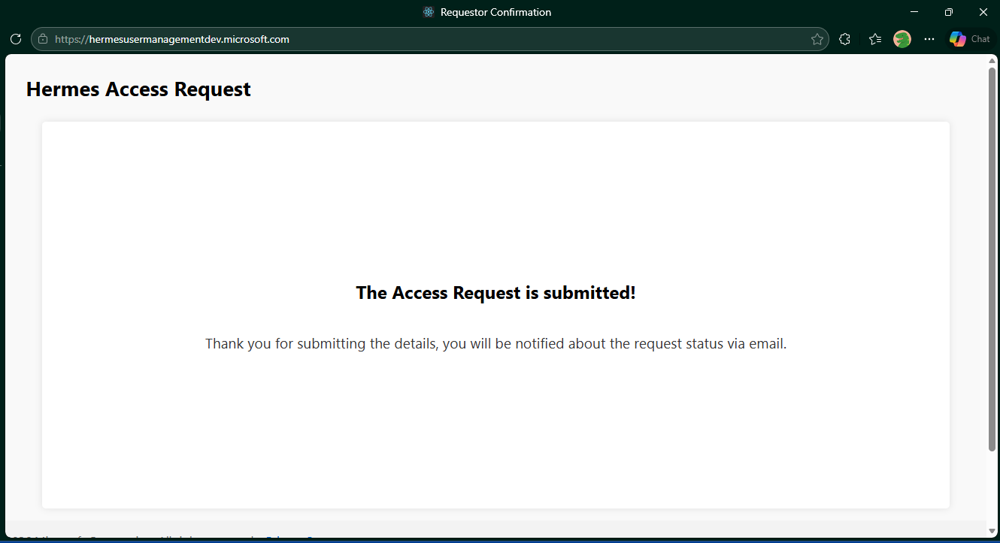 Requestor Confirmation
https://hermesusermanagementdev.microsoft.com
Chat
Hermes Access Request
The Access Request is submitted!
Thank you for submitting the details, you will be notified about the request status via email.